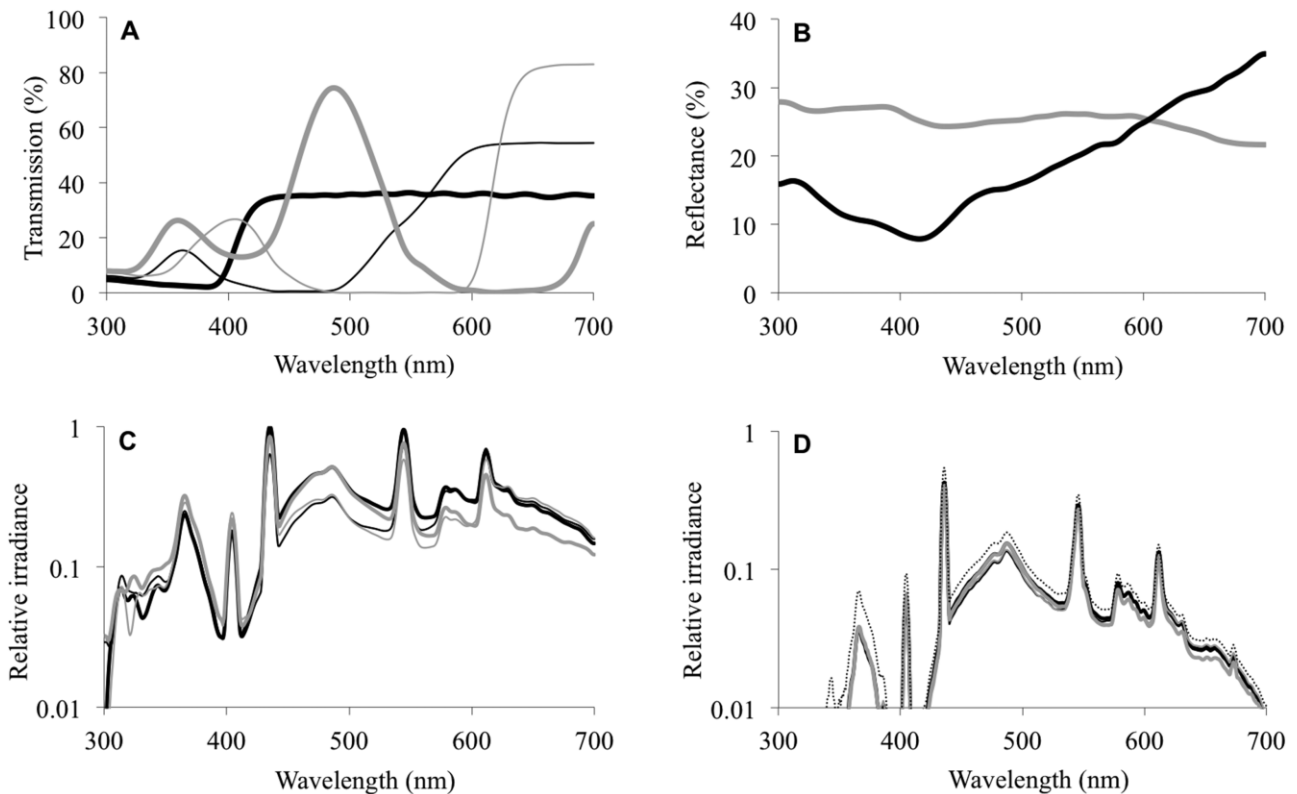 A
Transmission (%)
100
80
60
40
20
0
300 400 500 600 700
Wavelength (nm)
B
Reflectance (%)
40
30
20
10
0
300 400 500 600 700
Wavelength (nm)
C
Relative irradiance
1
0.1
0.01
300 400 500 600 700
Wavelength (nm)
D
Relative irradiance
1
0.1
0.01
300 400 500 600 700
Wavelength (nm)